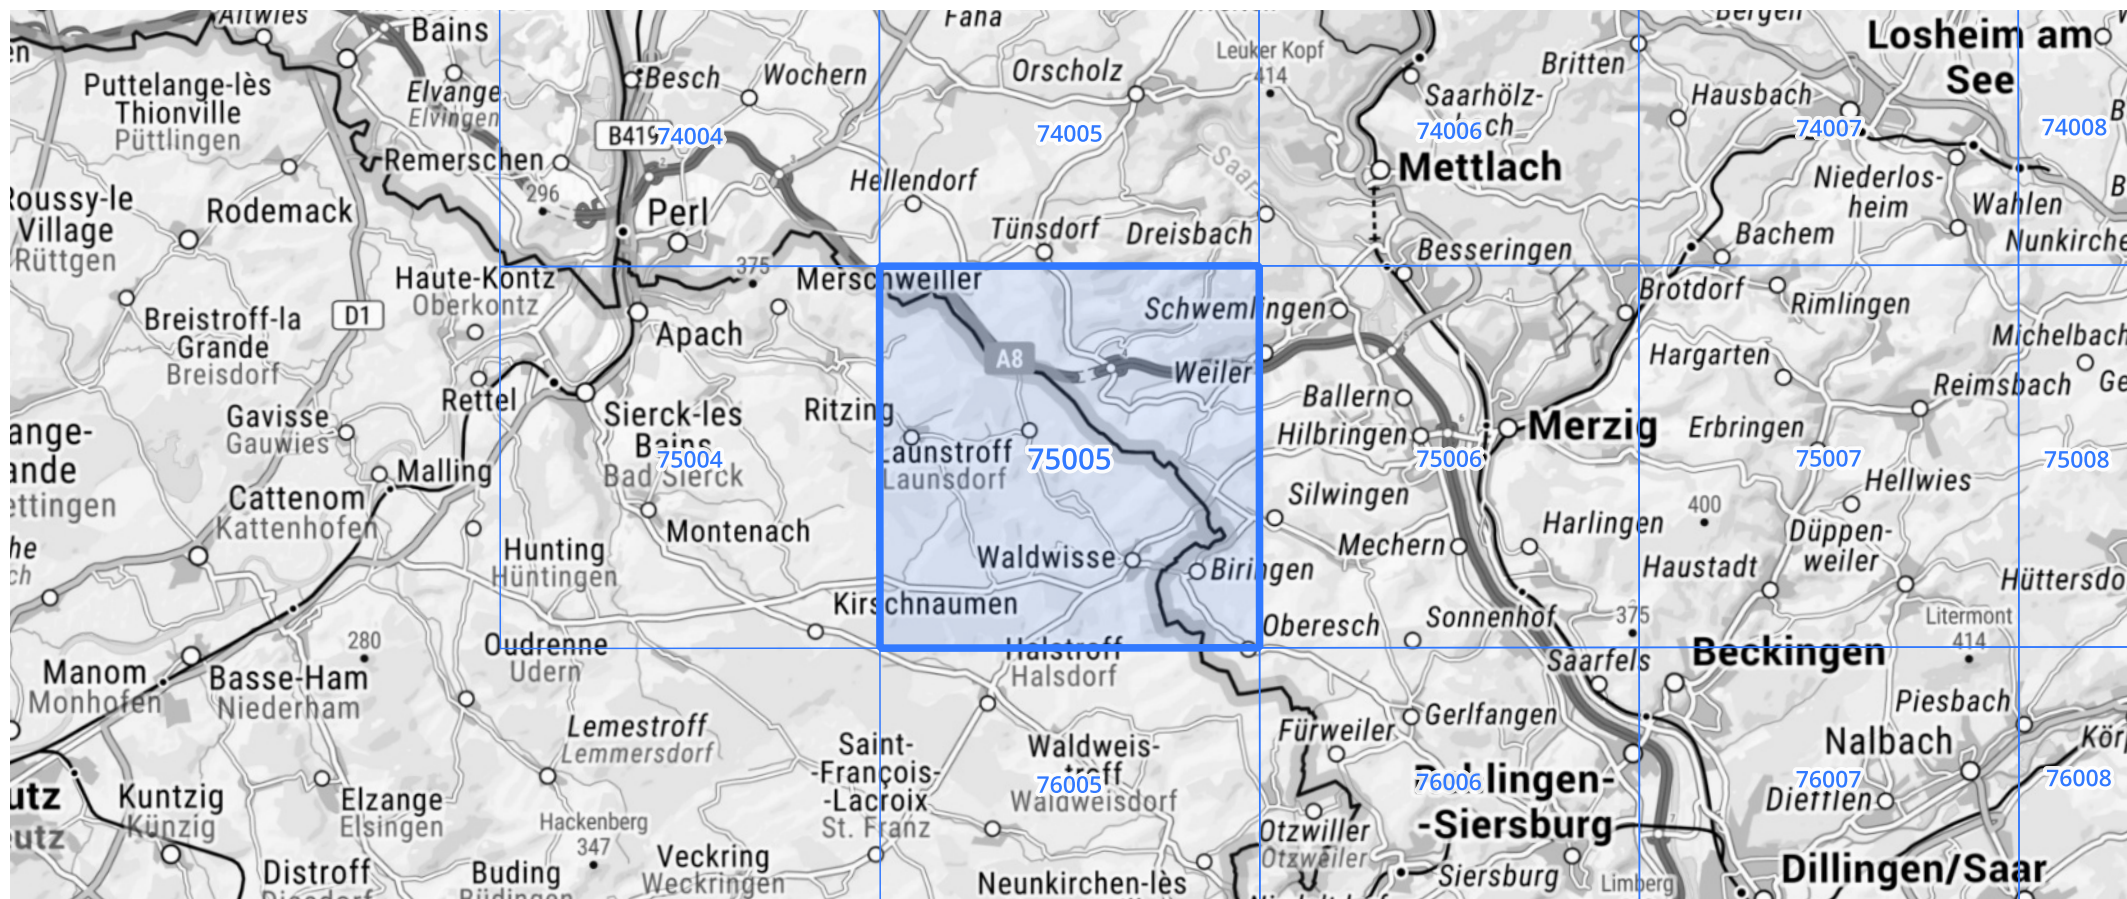 Altwies
Bains
Faha
Bergen
Losheim am
See
Puttelange-lès
Thionville
Püttlingen
Elvange
Elvingen
Besch
Wochern
Orscholz
Leuker Kopf
414
Britten
Saarhölz-
Hausbach
B419
74004
74005
74006
74007
74008
Remerschen
296
Mettlach
Hellendorf
Niederlos-
heim
Wahlen
Village
Rüttgen
Rodemack
Perl
Tünsdorf
Dreisbach
Besseringen
Bachem
Haute-Kontz
Oberkontz
375
Merschweiller
Schwemlingen
Brotdorf
Rimlingen
Breistroff-la
Grande
Breisdorf
D1
Apach
A8
Weiler
Hargarten
Michelbach
Reimsbach
Rettel
Gavisse
Gauwies
Sierck-les
Bains
Bad Sierck
Ritzing
Ballern
Hilbringen
Merzig
Erbringen
75004
75005
75006
75007
75008
Launstroff
Launsdorf
Malling
Cattenom
Kattenhofen
Montenach
Silwingen
Hellwies
400
Harlingen
Düppen-
weiler
Hunting
Hüntingen
Waldwisse
Biringen
Mechern
Haustadt
Kirschnaumen
Oberesch
Sonnenhof
375
Litermont
414
280
Oudrenne
Udern
Halstroff
Halsdorf
Saarfels
Beckingen
Manom
Monhofen
Basse-Ham
Niederham
Piesbach
Lemestroff
Lemmersdorf
Saint-
-François-
-Lacroix
St. Franz
Waldweis-
troff
Waldweisdorf
Fürweiler
Gerlfangen
Nalbach
76005
76006
76007
76008
-Siersburg
Diefflen
Kuntzig
Künzig
Elzange
Elsingen
Hackenberg
347
Otzwiller
Otzweiler
Distroff
Buding
Büdingen
Veckring
Weckringen
Neunkirchen-lès
Siersburg
Limberg
Dillingen/Saar